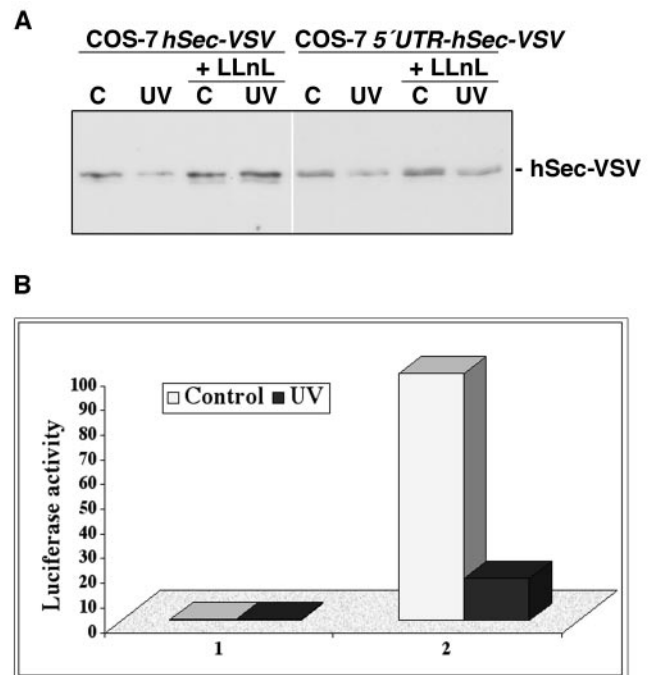 A
COS-7 hSec-VSV COS-7 5´UTR-hSec-VSV
+ LLnL + LLnL
C UV C UV C UV C UV
- hSec-VSV
B
Luciferase activity
100
90
80
70
60
50
40
30
20
10
0
Control UV
1 2